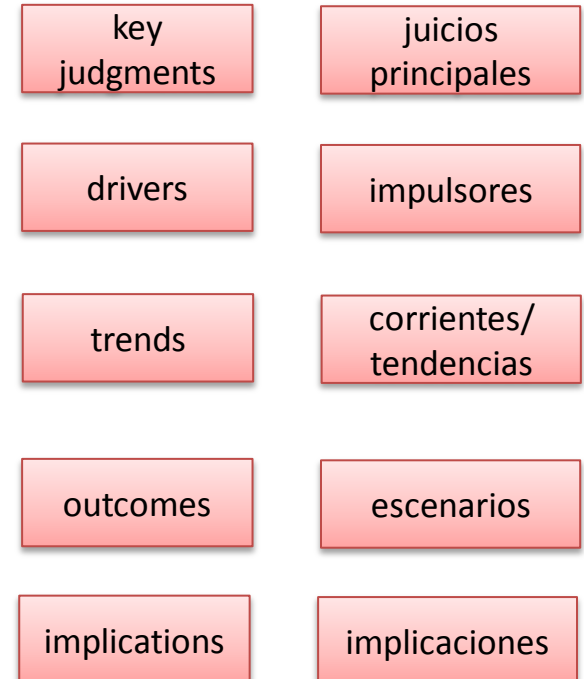 key
judgments
juicios
principales
drivers
impulsores
trends
corrientes/
tendencias
outcomes
escenarios
implications
implicaciones